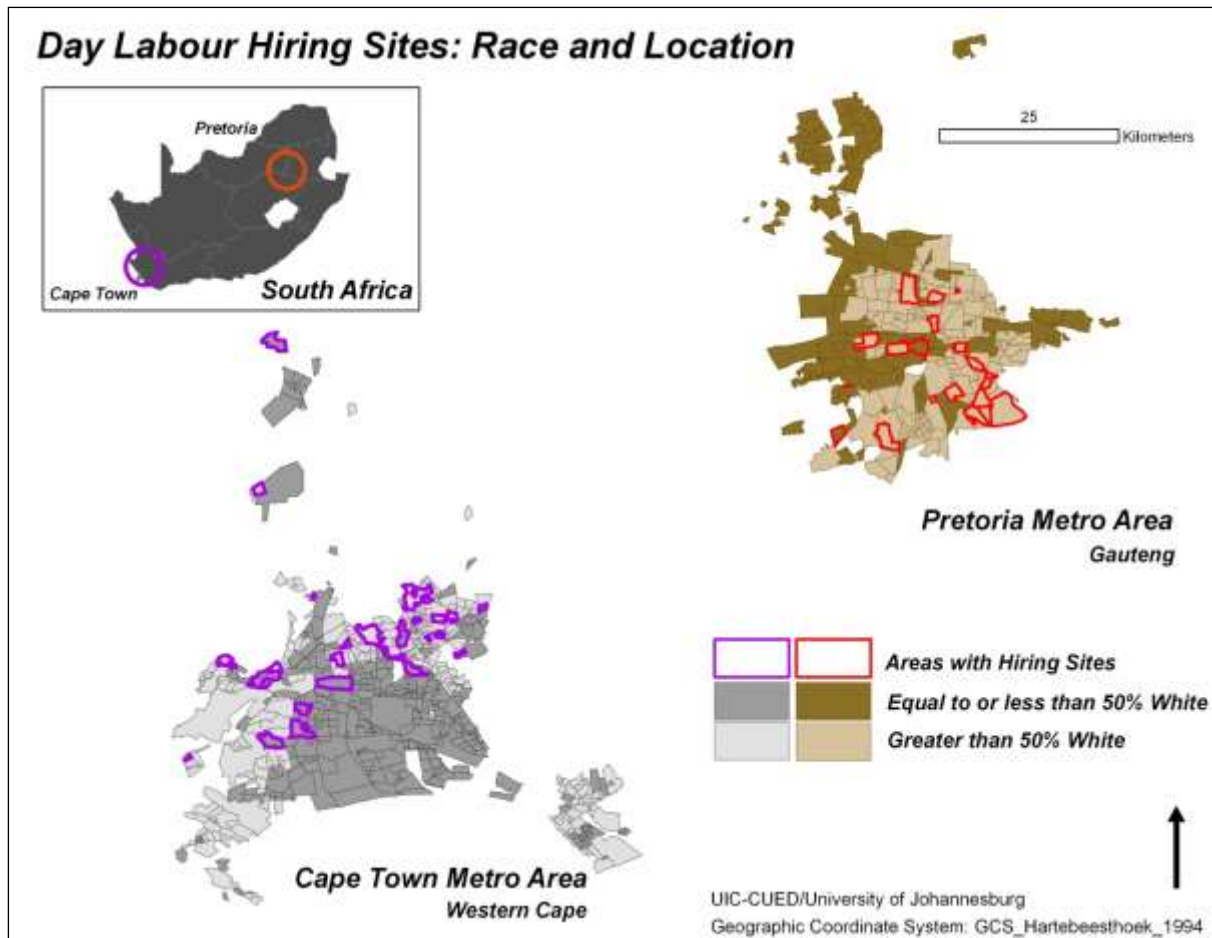 Day Labour Hiring Sites: Race and Location
Pretoria
Cape Town
South Africa
25
Kilometers
Pretoria Metro Area
Gauteng
Areas with Hiring Sites
Equal to or less than 50% White
Greater than 50% White
Cape Town Metro Area
Western Cape
UIC-CUED/University of Johannesburg
Geographic Coordinate System: GCS_Hartebeesthoek_1994